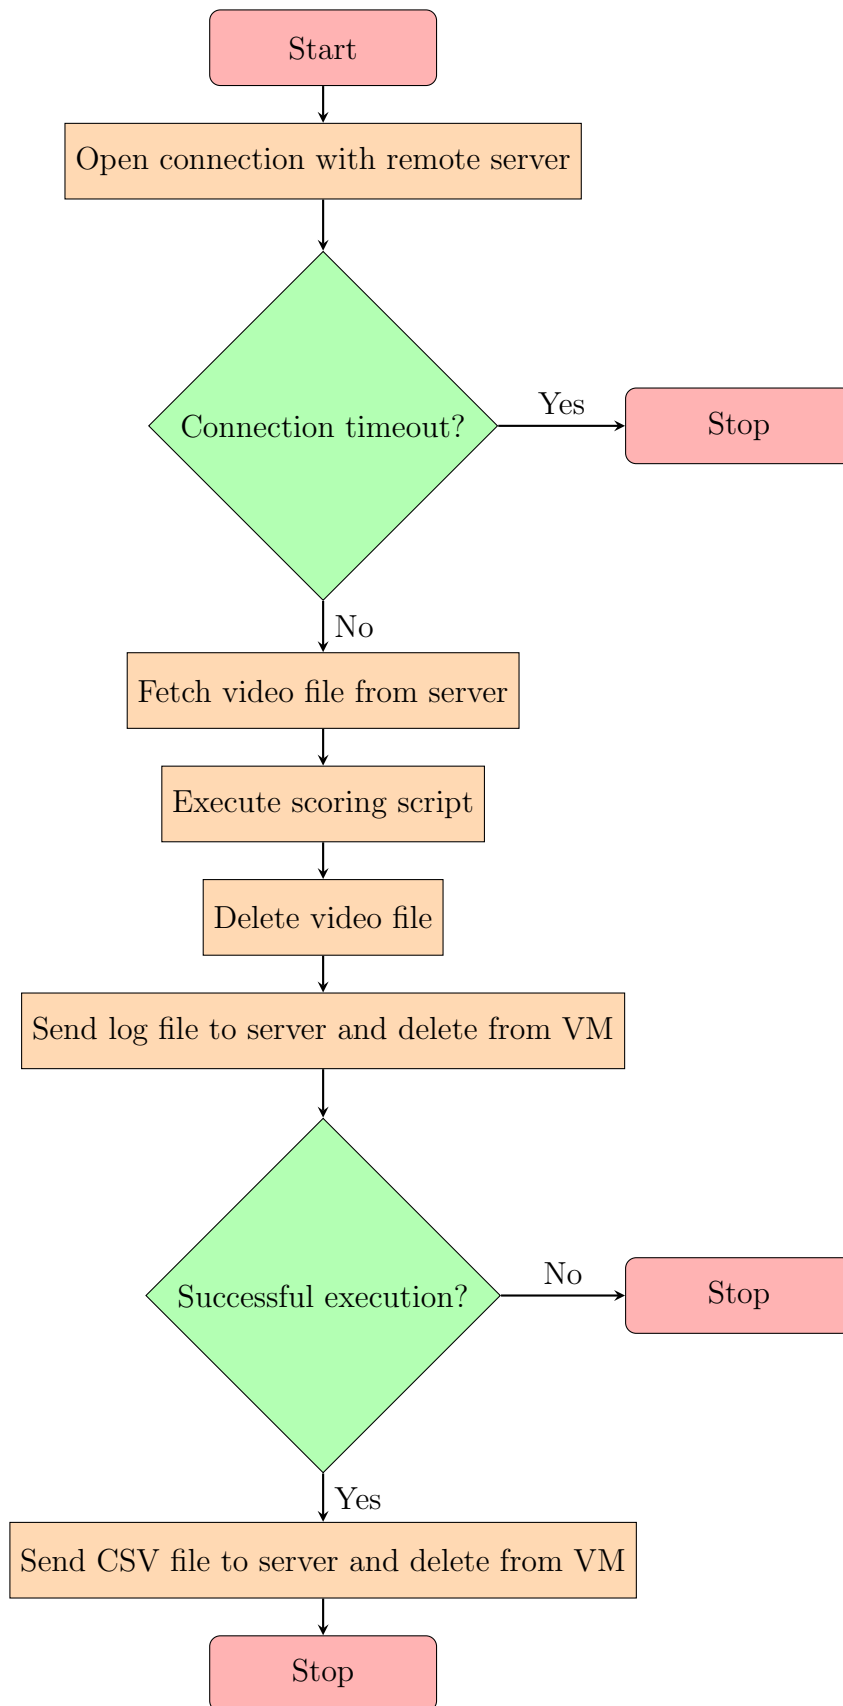 Start
Open connection with remote server
Connection timeout?
Yes
Stop
No
Fetch video file from server
Execute scoring script
Delete video file
Send log file to server and delete from VM
Successful execution?
No
Stop
Yes
Send CSV file to server and delete from VM
Stop